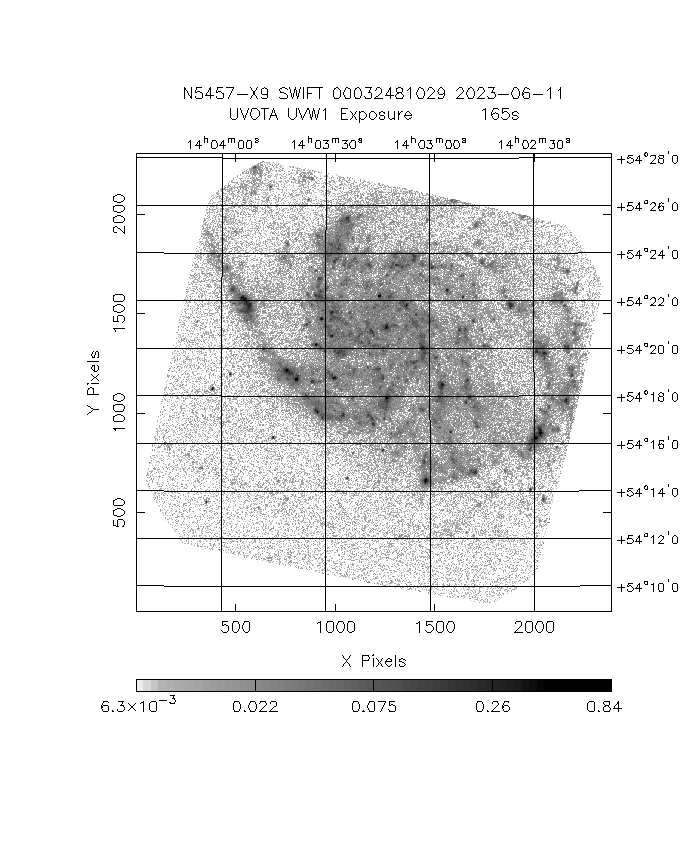 N5457-X9 SWIFT 00032481029 2023-06-11
UVOTA UVW1 Exposure 165s
14h04m00s 14h03m30s 14h03m00s 14h02m30s
+54°28'0
+54°26'0
+54°24'0
+54°22'0
+54°20'0
+54°18'0
+54°16'0
+54°14'0
+54°12'0
+54°10'0
2000
1500
1000
500
Y Pixels
500 1000 1500 2000
X Pixels
6.3×10−3 0.022 0.075 0.26 0.84